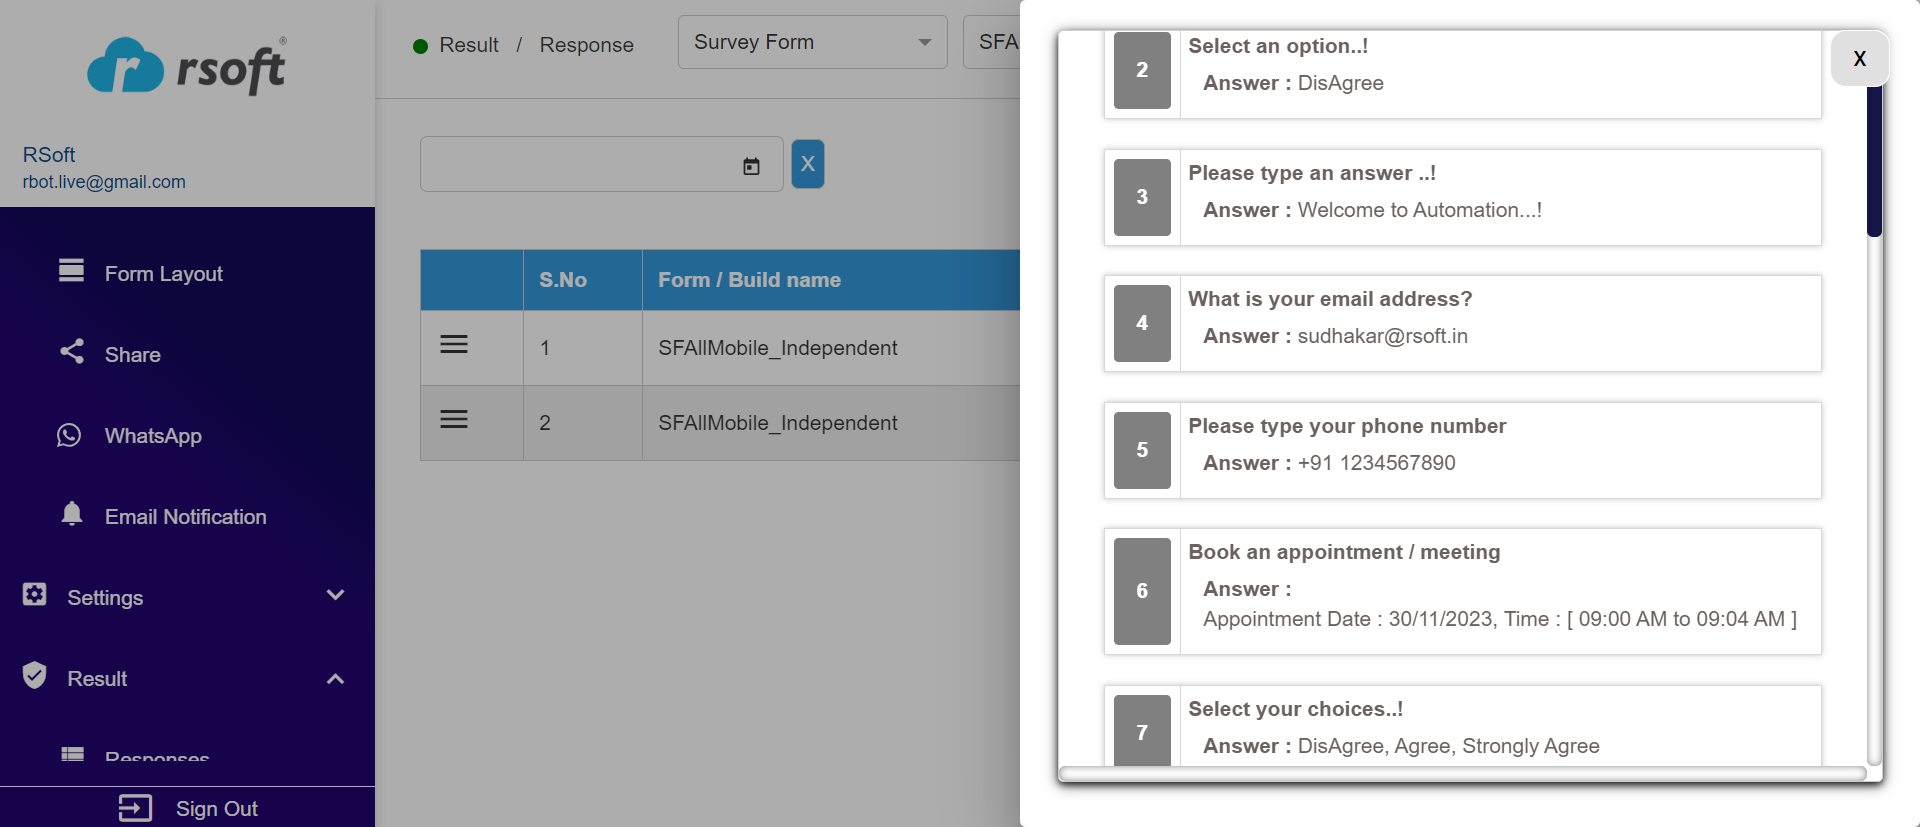 rsoft®
RSoft
rbot.live@gmail.com
Form Layout
Share
WhatsApp
Email Notification
Settings
Result
Responses
Sign Out
Result / Response
Survey Form
SFA
X
S.No Form / Build name
1 SFAllMobile_Independent
2 SFAllMobile_Independent
X
2
Select an option..!
Answer : DisAgree
3
Please type an answer ..!
Answer : Welcome to Automation...!
4
What is your email address?
Answer : sudhakar@rsoft.in
5
Please type your phone number
Answer : +91 1234567890
6
Book an appointment / meeting
Answer :
Appointment Date : 30/11/2023, Time : [ 09:00 AM to 09:04 AM ]
7
Select your choices..!
Answer : DisAgree, Agree, Strongly Agree